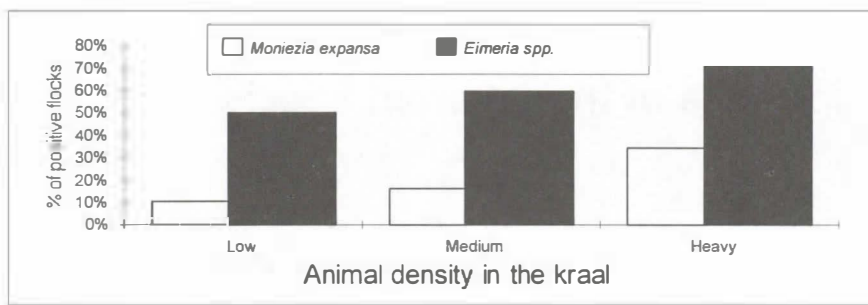 Moniezia expansa
Eimeria spp.
80%
70%
60%
50%
40%
30%
20%
10%
0%
% of positive flocks
Low Medium Heavy
Animal density in the kraal